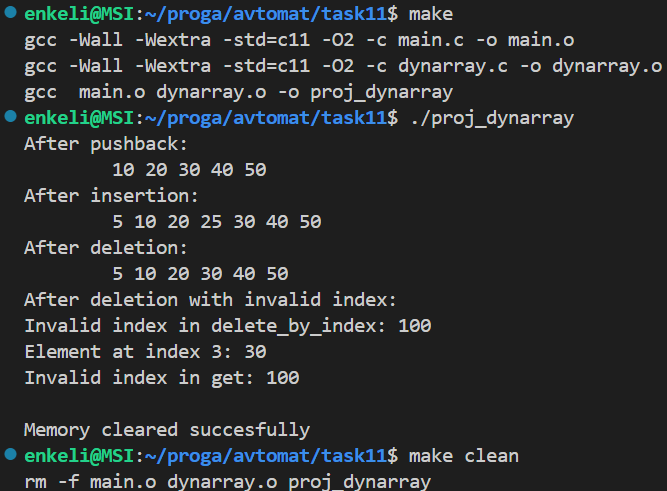 enkeli@MSI:~/proga/avtomat/task11$ make
gcc -Wall -Wextra -std=c11 -O2 -c main.c -o main.o
gcc -Wall -Wextra -std=c11 -O2 -c dynarray.c -o dynarray.o
gcc  main.o dynarray.o -o proj_dynarray
enkeli@MSI:~/proga/avtomat/task11$ ./proj_dynarray
After pushback:
        10 20 30 40 50
After insertion:
        5 10 20 25 30 40 50
After deletion:
        5 10 20 30 40 50
After deletion with invalid index:
Invalid index in delete_by_index: 100
Element at index 3: 30
Invalid index in get: 100

Memory cleared succesfully
enkeli@MSI:~/proga/avtomat/task11$ make clean
rm -f main.o dynarray.o proj_dynarray